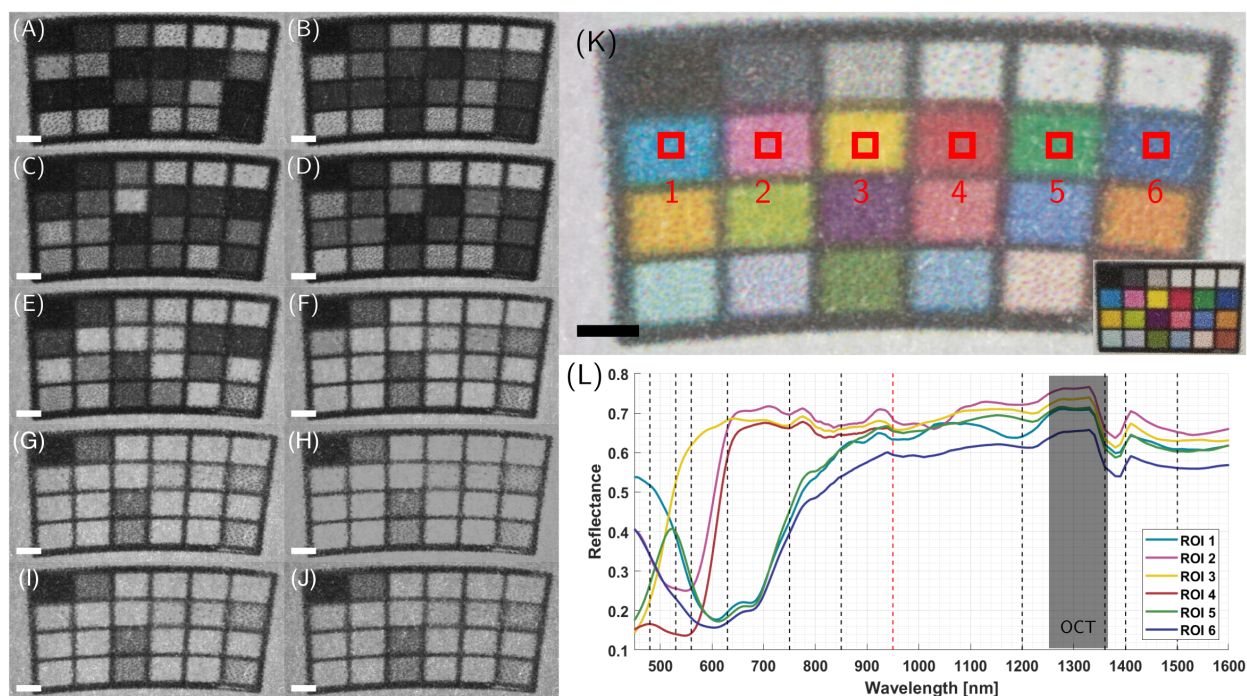 (A)
(B)
(C)
(D)
(E)
(F)
(G)
(H)
(I)
(J)
(K)
1 2 3 4 5 6
(L)
0.8
0.7
0.6
0.5
0.4
0.3
0.2
0.1
Reflectance
OCT
ROI 1
ROI 2
ROI 3
ROI 4
ROI 5
ROI 6
500 600 700 800 900 1000 1100 1200 1300 1400 1500 1600
Wavelength [nm]